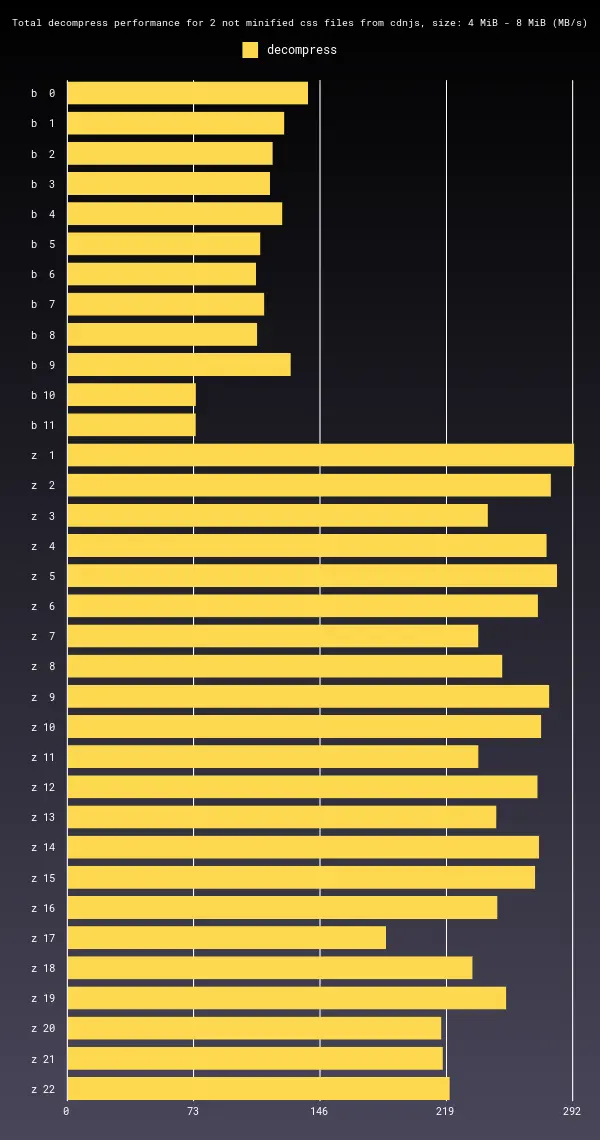 Total decompress performance for 2 not minified css files from cdnjs, size: 4 MiB - 8 MiB (MB/s)
decompress
b 0
b 1
b 2
b 3
b 4
b 5
b 6
b 7
b 8
b 9
b 10
b 11
z 1
z 2
z 3
z 4
z 5
z 6
z 7
z 8
z 9
z 10
z 11
z 12
z 13
z 14
z 15
z 16
z 17
z 18
z 19
z 20
z 21
z 22
0 73 146 219 292